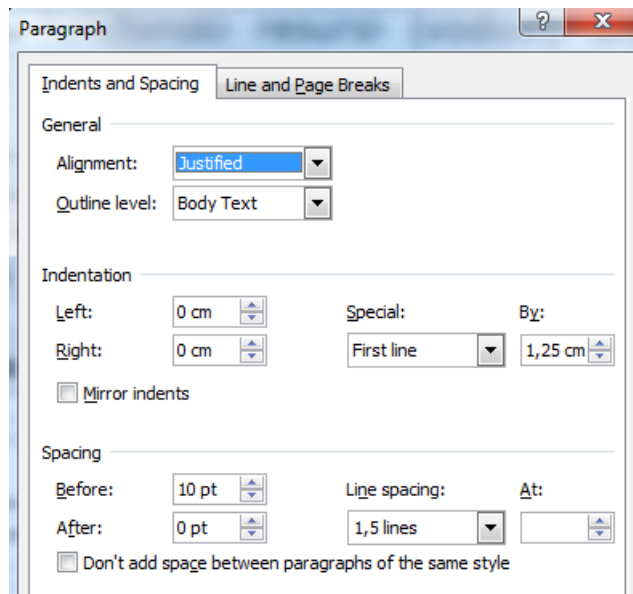 Paragraph
Indents and Spacing Line and Page Breaks
General
Alignment: Justified
Outline level: Body Text
Indentation
Left: 0 cm Special: By:
Right: 0 cm First line 1,25 cm
Mirror indents
Spacing
Before: 10 pt Line spacing: At:
After: 0 pt 1,5 lines
Don't add space between paragraphs of the same style